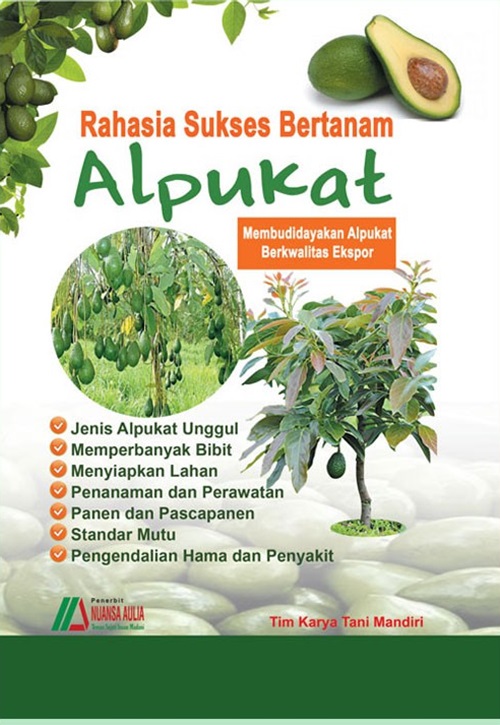 Rahasia Sukses Bertanam
Alpukat
Membudidayakan Alpukat
Berkwalitas Ekspor
Jenis Alpukat Unggul
Memperbanyak Bibit
Menyiapkan Lahan
Penanaman dan Perawatan
Panen dan Pascapanen
Standar Mutu
Pengendalian Hama dan Penyakit
Penerbit
NUANSA AULIA
Tim Karya Tani Mandiri